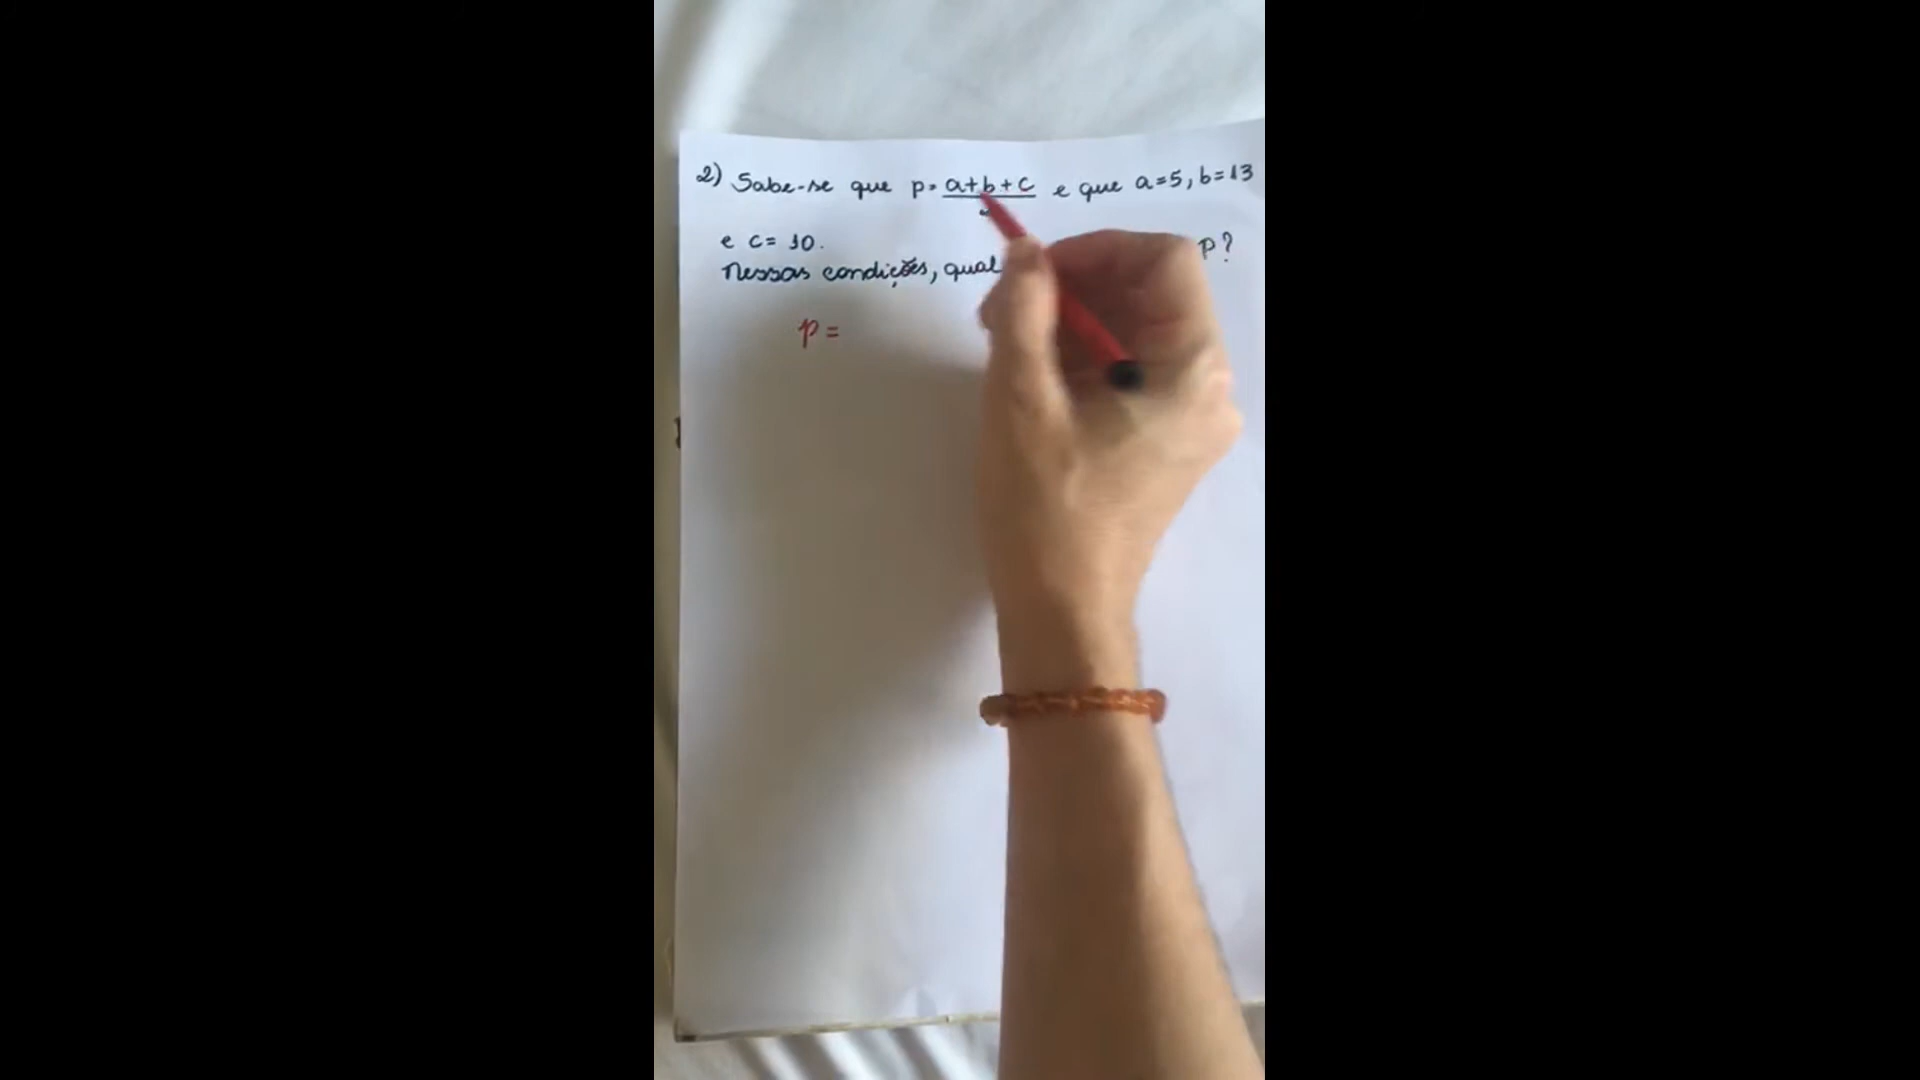 2) Sabe-se que p = a+b+c e que a=5, b=13
e c= 10.
Nessas condições, qual p?
p =